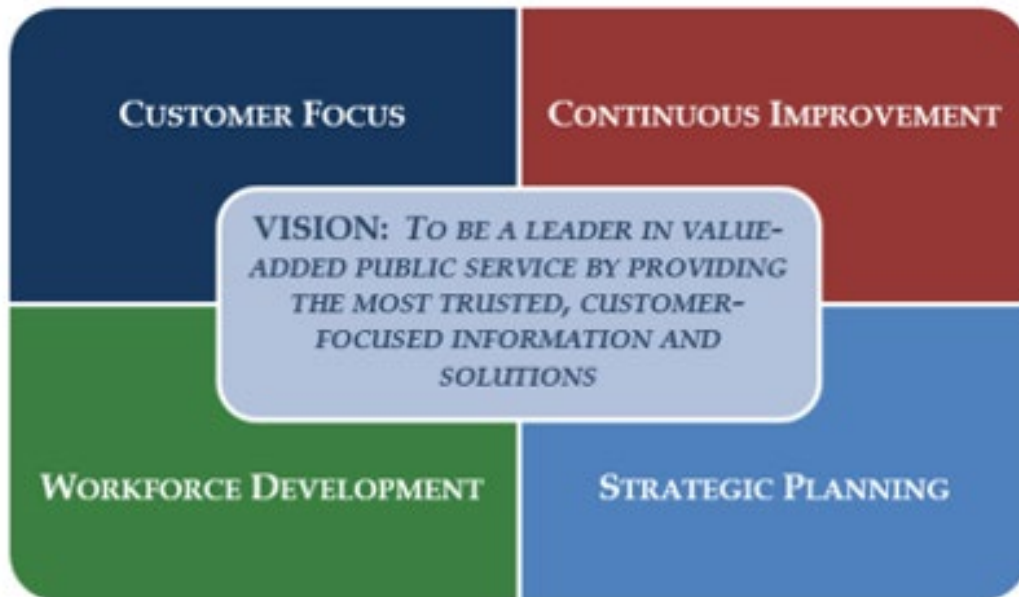 CUSTOMER FOCUS
CONTINUOUS IMPROVEMENT
VISION: TO BE A LEADER IN VALUE-
ADDED PUBLIC SERVICE BY PROVIDING
THE MOST TRUSTED, CUSTOMER-
FOCUSED INFORMATION AND
SOLUTIONS
WORKFORCE DEVELOPMENT
STRATEGIC PLANNING